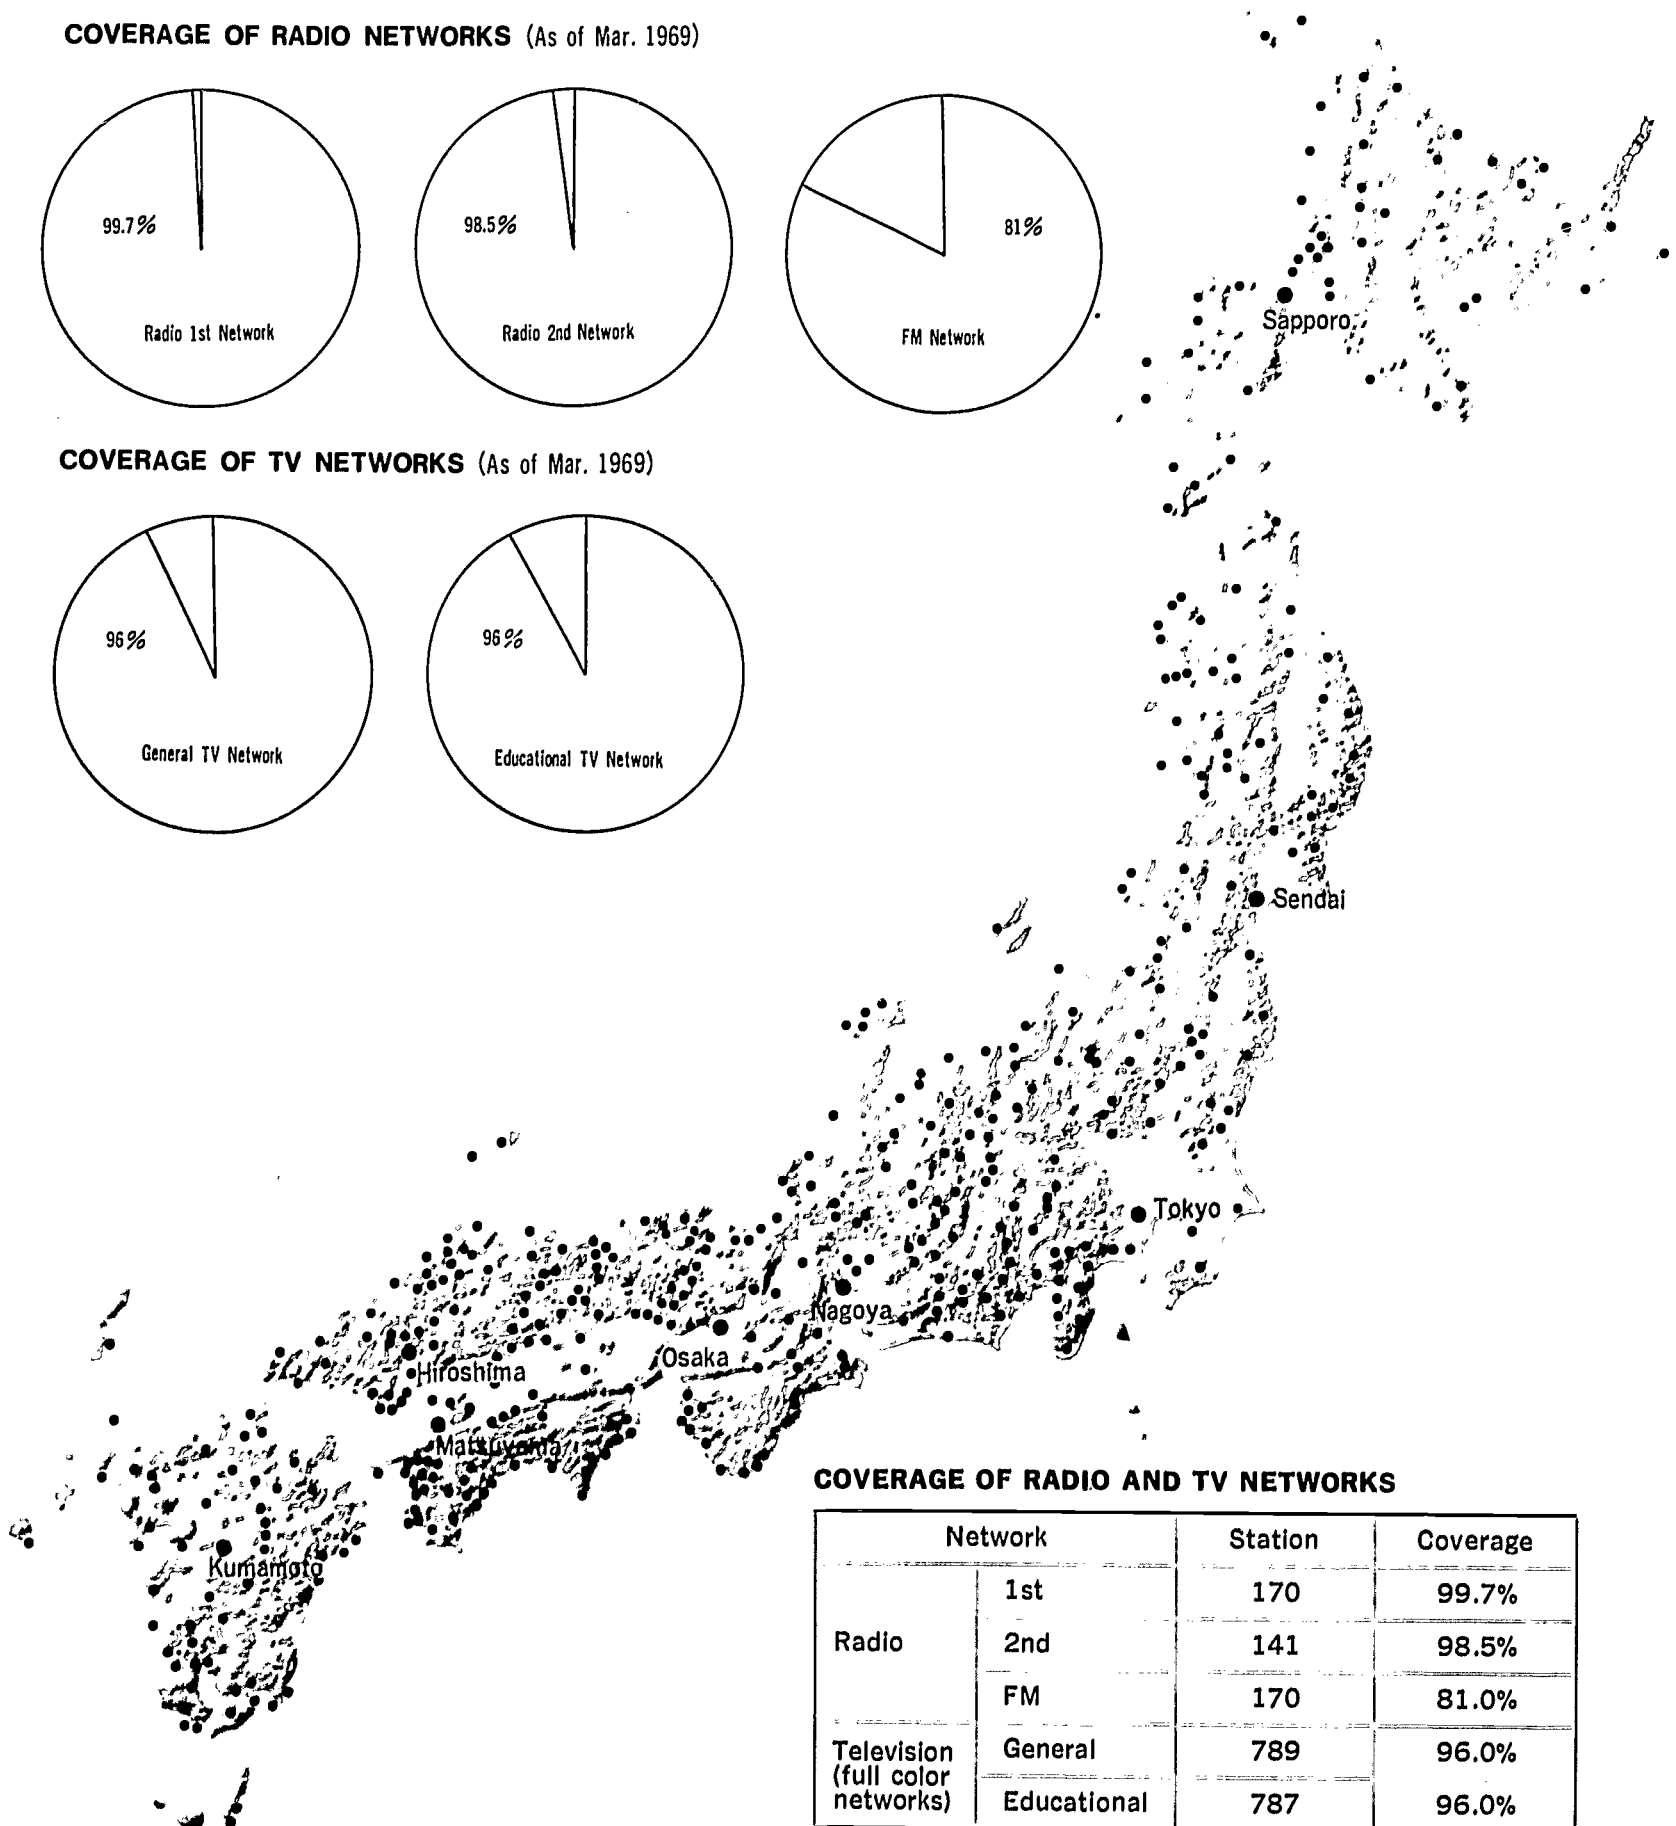 COVERAGE OF RADIO NETWORKS (As of Mar. 1969)
99.7%
Radio 1st Network
98.5%
Radio 2nd Network
81%
FM Network
COVERAGE OF TV NETWORKS (As of Mar. 1969)
96%
General TV Network
96%
Educational TV Network
Sapporo
Sendai
Tokyo
Nagoya
Osaka
Hiroshima
Matsuyama
Kumamoto
COVERAGE OF RADIO AND TV NETWORKS
Network Station Coverage
Radio
1st 170 99.7%
2nd 141 98.5%
FM 170 81.0%
Television
(full color
networks)
General 789 96.0%
Educational 787 96.0%